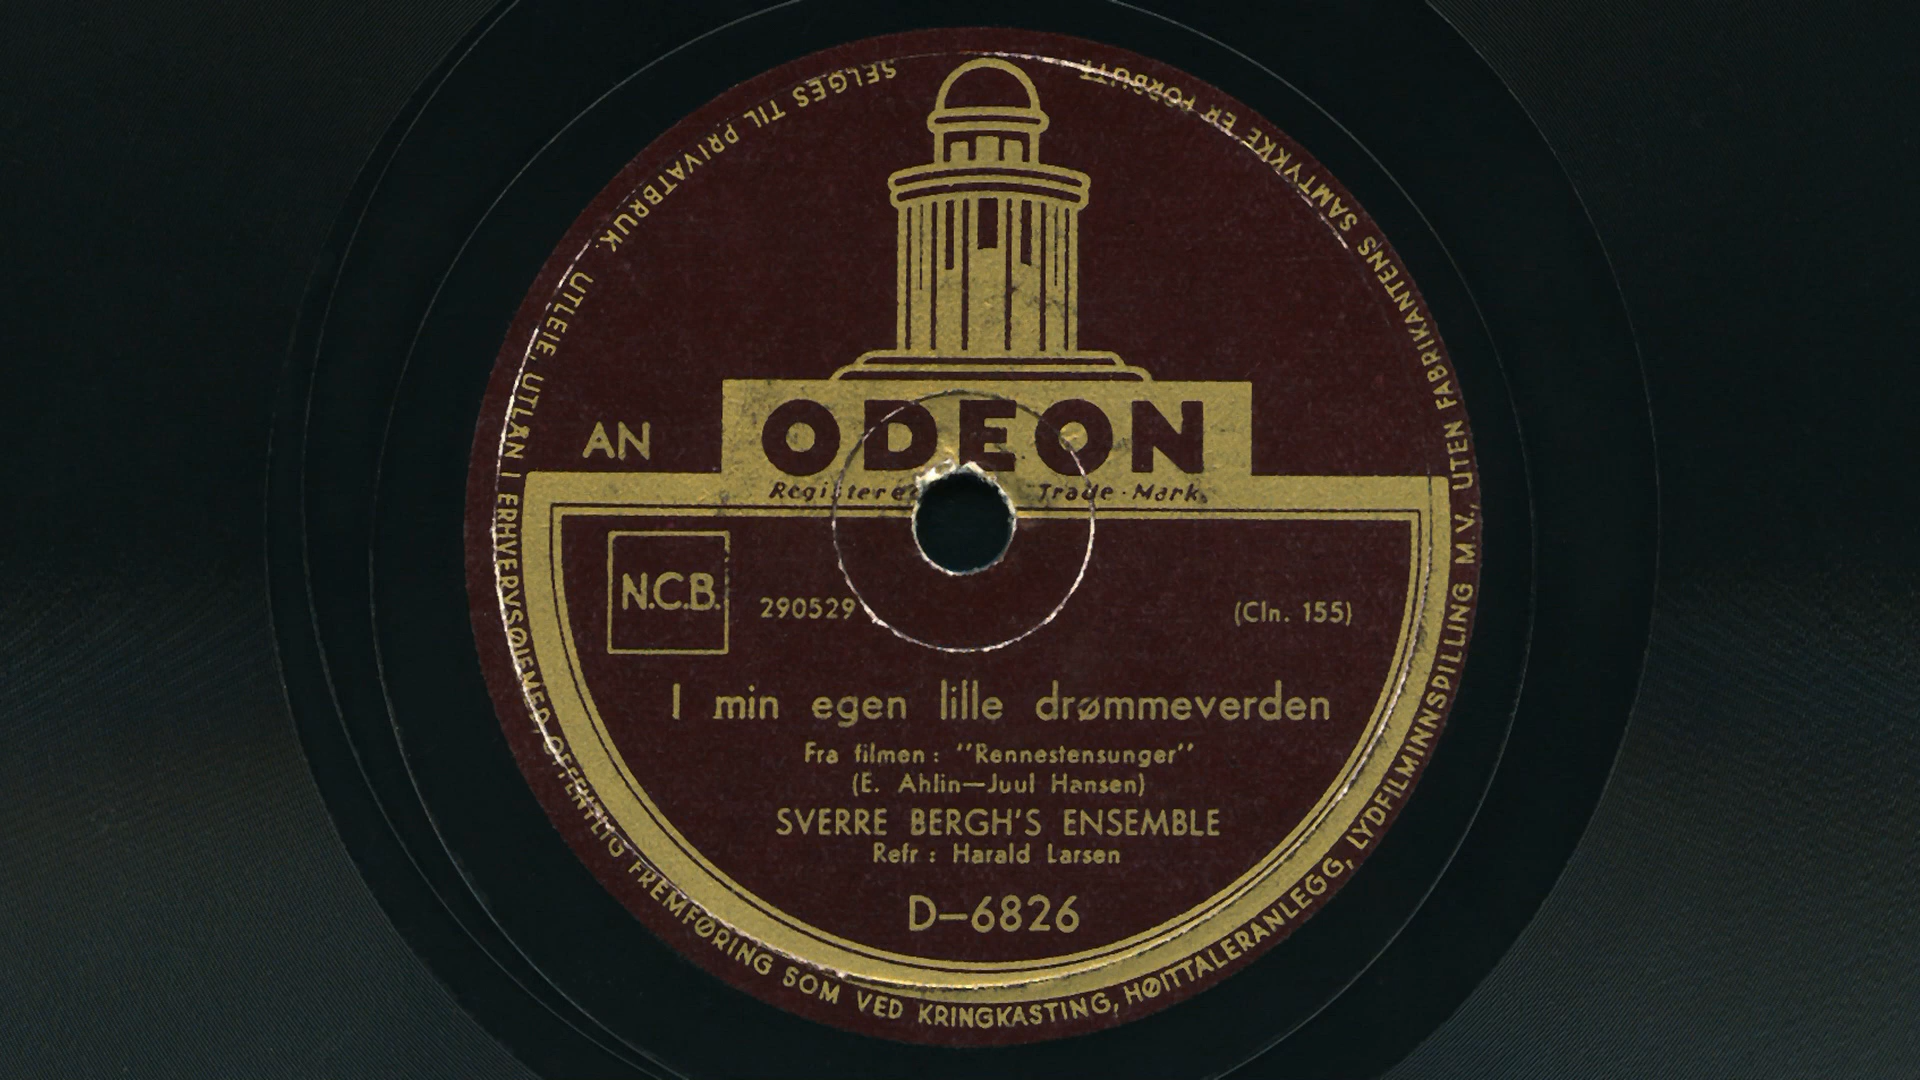 SELGES TIL PRIVATBRUK UTLEIE, UTLÅN I ERHVERVSØIEMED, OFFENTLIG FREMFØRING SOM VED KRINGKASTING, HØITTALERANLEGG, LYDFILMINNSPILLING M.V. UTEN FABRIKANTENS SAMTYKKE ER FORBUTT
AN
ODEON
Registered Trade-Mark.
N.C.B.
290529
(Cln. 155)
I min egen lille drømmeverden
Fra filmen: "Rennestensunger"
(E. Ahlin—Juul Hansen)
SVERRE BERGH'S ENSEMBLE
Refr: Harald Larsen
D—6826